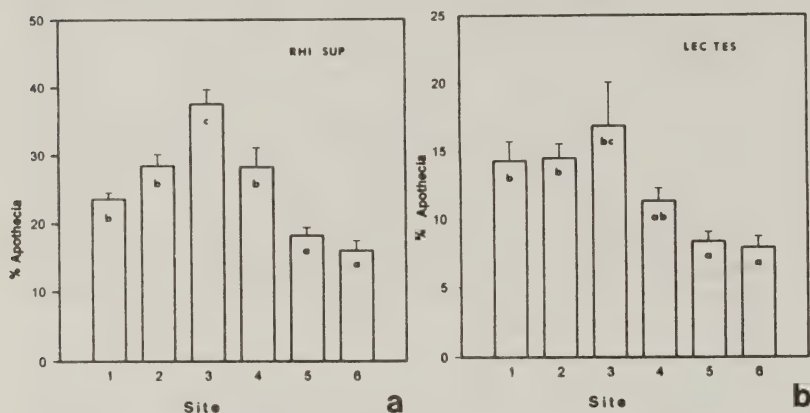 50
40
30
20
10
0
% Apothecia
RHI SUP
b
b
c
b
a
a
1 2 3 4 5 6
Site
a
25
20
15
10
5
0
% Apothecia
LEC TES
b
b
bc
ab
a
a
1 2 3 4 5 6
Site
b